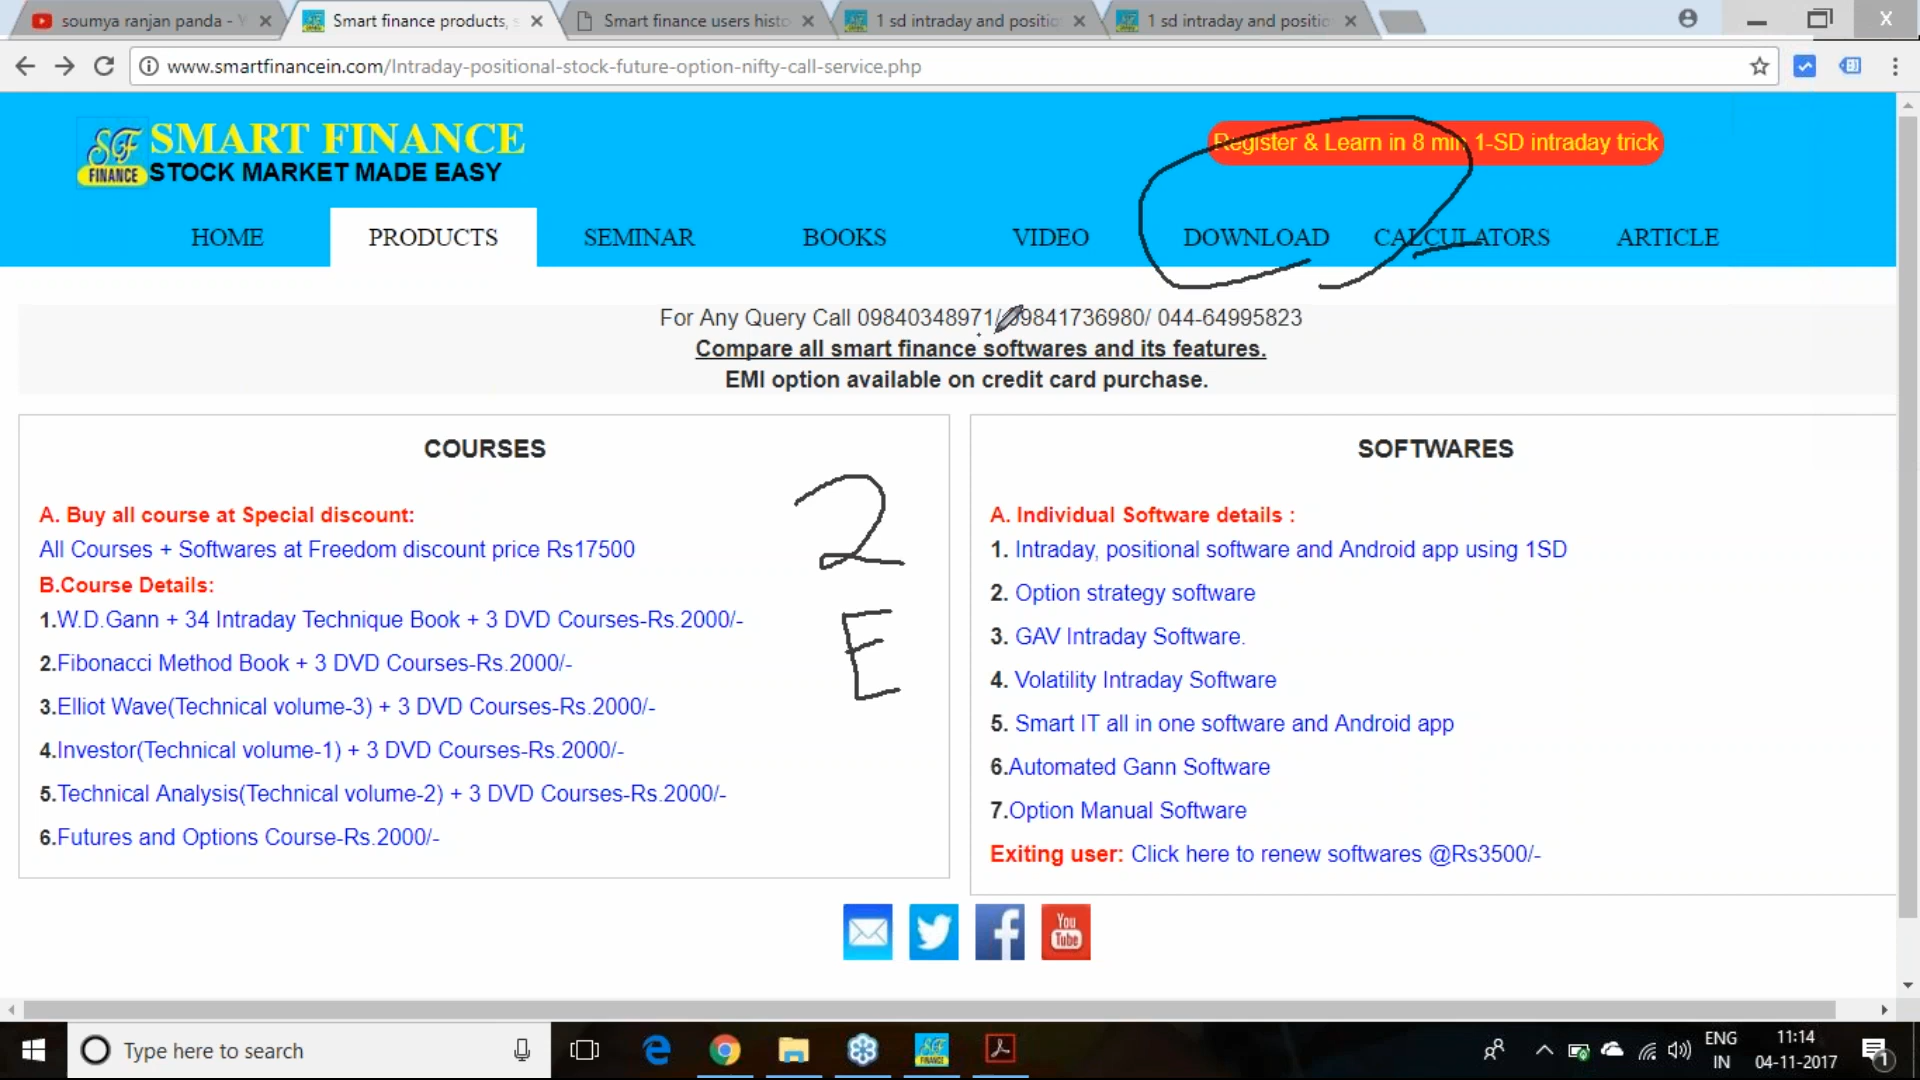 soumya ranjan panda - Y
Smart finance products, s
Smart finance users histo
1 sd intraday and positio
1 sd intraday and positio
www.smartfinancein.com/Intraday-positional-stock-future-option-nifty-call-service.php
SF
FINANCE
SMART FINANCE
STOCK MARKET MADE EASY
Register & Learn in 8 min 1-SD intraday trick
HOME
PRODUCTS
SEMINAR
BOOKS
VIDEO
DOWNLOAD
CALCULATORS
ARTICLE
For Any Query Call 09840348971/ 09841736980/ 044-64995823
Compare all smart finance softwares and its features.
EMI option available on credit card purchase.
COURSES
A. Buy all course at Special discount:
All Courses + Softwares at Freedom discount price Rs17500
B.Course Details:
1.W.D.Gann + 34 Intraday Technique Book + 3 DVD Courses-Rs.2000/-
2.Fibonacci Method Book + 3 DVD Courses-Rs.2000/-
3.Elliot Wave(Technical volume-3) + 3 DVD Courses-Rs.2000/-
4.Investor(Technical volume-1) + 3 DVD Courses-Rs.2000/-
5.Technical Analysis(Technical volume-2) + 3 DVD Courses-Rs.2000/-
6.Futures and Options Course-Rs.2000/-
2
E
SOFTWARES
A. Individual Software details :
1. Intraday, positional software and Android app using 1SD
2. Option strategy software
3. GAV Intraday Software.
4. Volatility Intraday Software
5. Smart IT all in one software and Android app
6.Automated Gann Software
7.Option Manual Software
Exiting user: Click here to renew softwares @Rs3500/-
You
Tube
Type here to search
SF
FINANCE
ENG
IN
11:14
04-11-2017
1